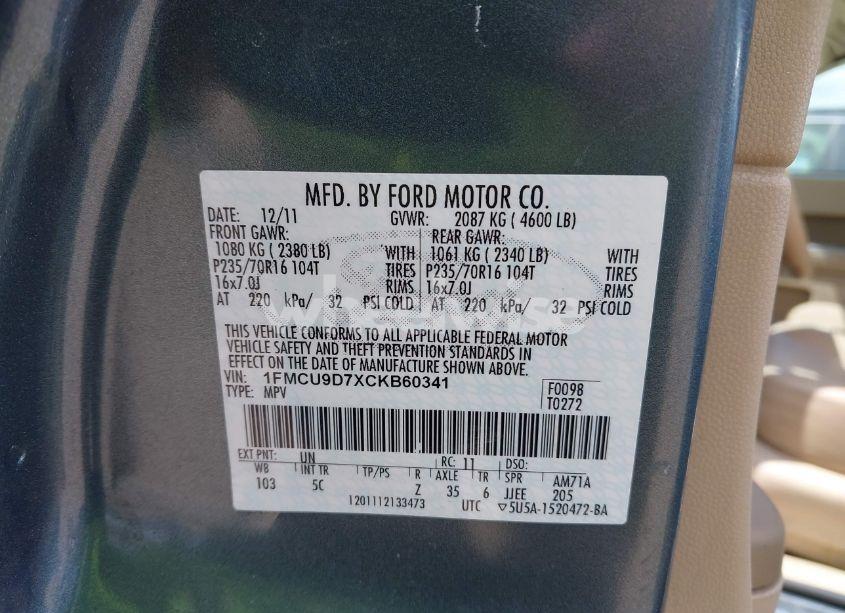 MFD. BY FORD MOTOR CO.
DATE: 12/11 GVWR: 2087 KG ( 4600 LB)
FRONT GAWR: REAR GAWR:
1080 KG ( 2380 LB) WITH 1061 KG ( 2340 LB) WITH
P235/70R16 104T TIRES P235/70R16 104T TIRES
16x7.0J RIMS 16x7.0J RIMS
AT 220 kPa/ 32 PSI COLD AT 220 kPa/ 32 PSI COLD
THIS VEHICLE CONFORMS TO ALL APPLICABLE FEDERAL MOTOR
VEHICLE SAFETY AND THEFT PREVENTION STANDARDS IN
EFFECT ON THE DATE OF MANUFACTURE SHOWN ABOVE.
VIN: 1FMCU9D7XCKB60341 F0098
TYPE: MPV T0272
EXT PNT: UN RC: 11 DSO:
WB INT TR TP/PS R AXLE TR SPR AM71A
103 5C Z 35 6 JJEE 205
1201112133473 UTC ▽5U5A-1520472-BA